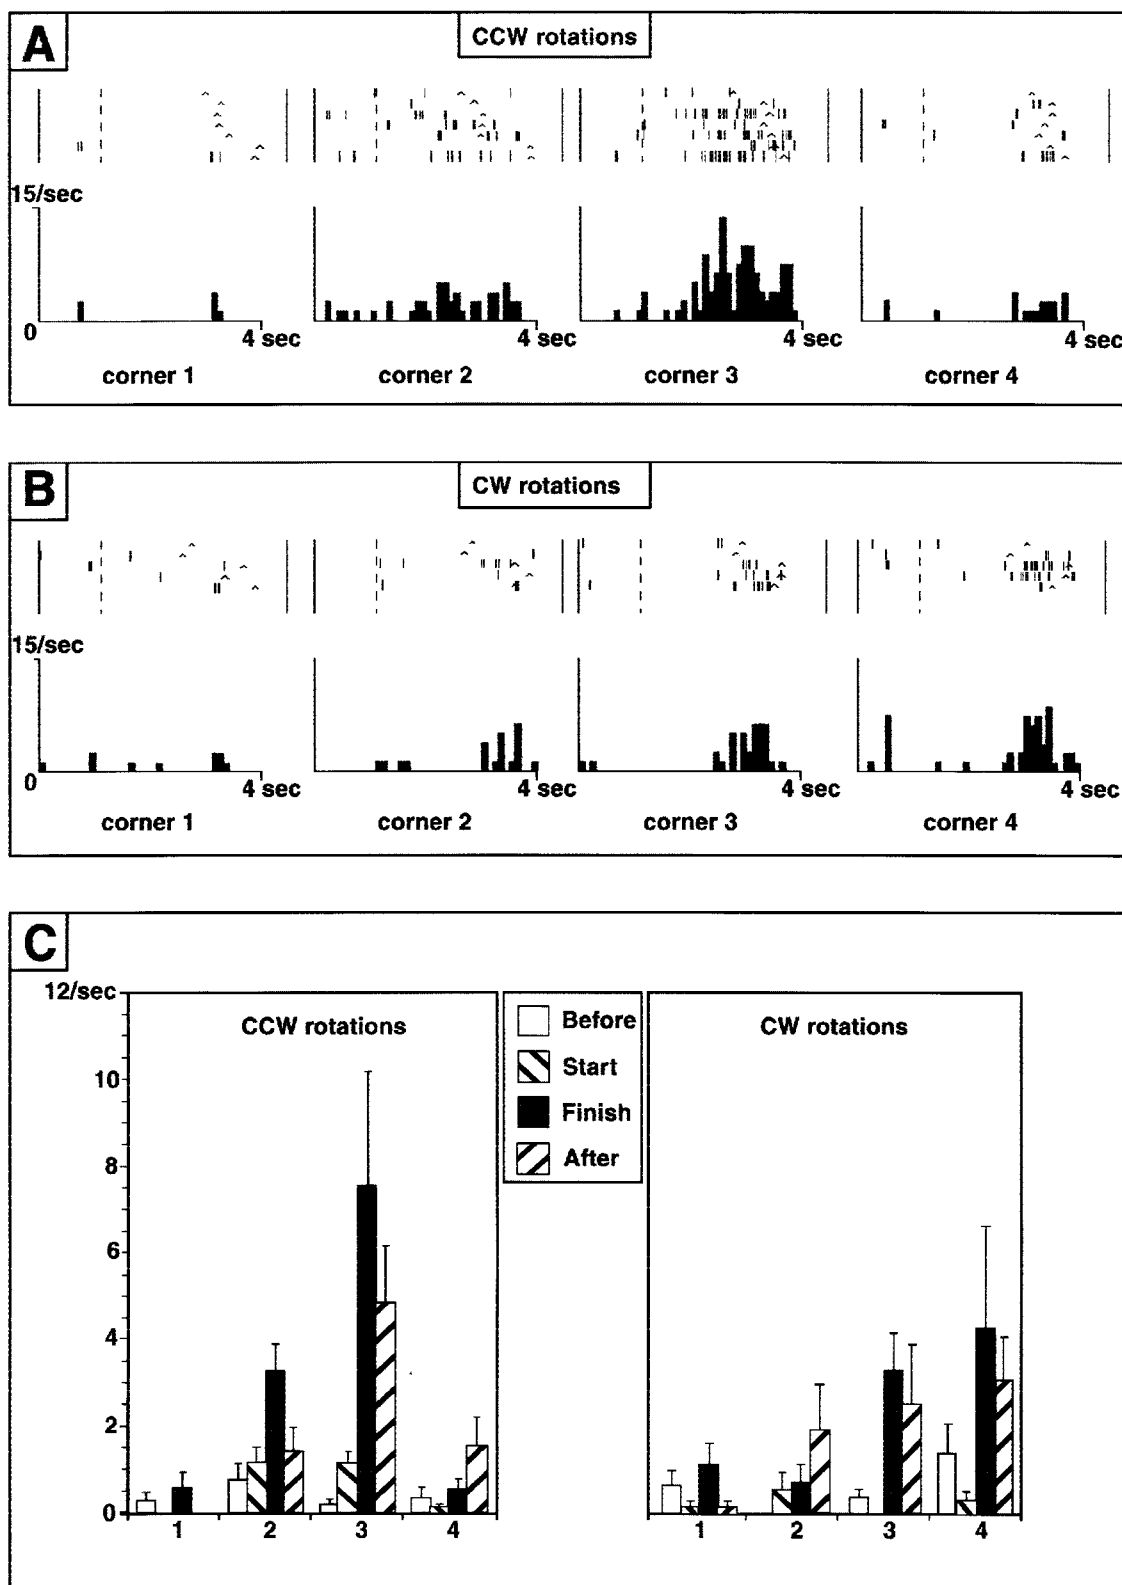 A
CCW rotations
15/sec
0
4 sec
4 sec
4 sec
4 sec
corner 1
corner 2
corner 3
corner 4
B
CW rotations
15/sec
0
4 sec
4 sec
4 sec
4 sec
corner 1
corner 2
corner 3
corner 4
C
12/sec
10
8
6
4
2
0
CCW rotations
1
2
3
4
Before
Start
Finish
After
CW rotations
1
2
3
4